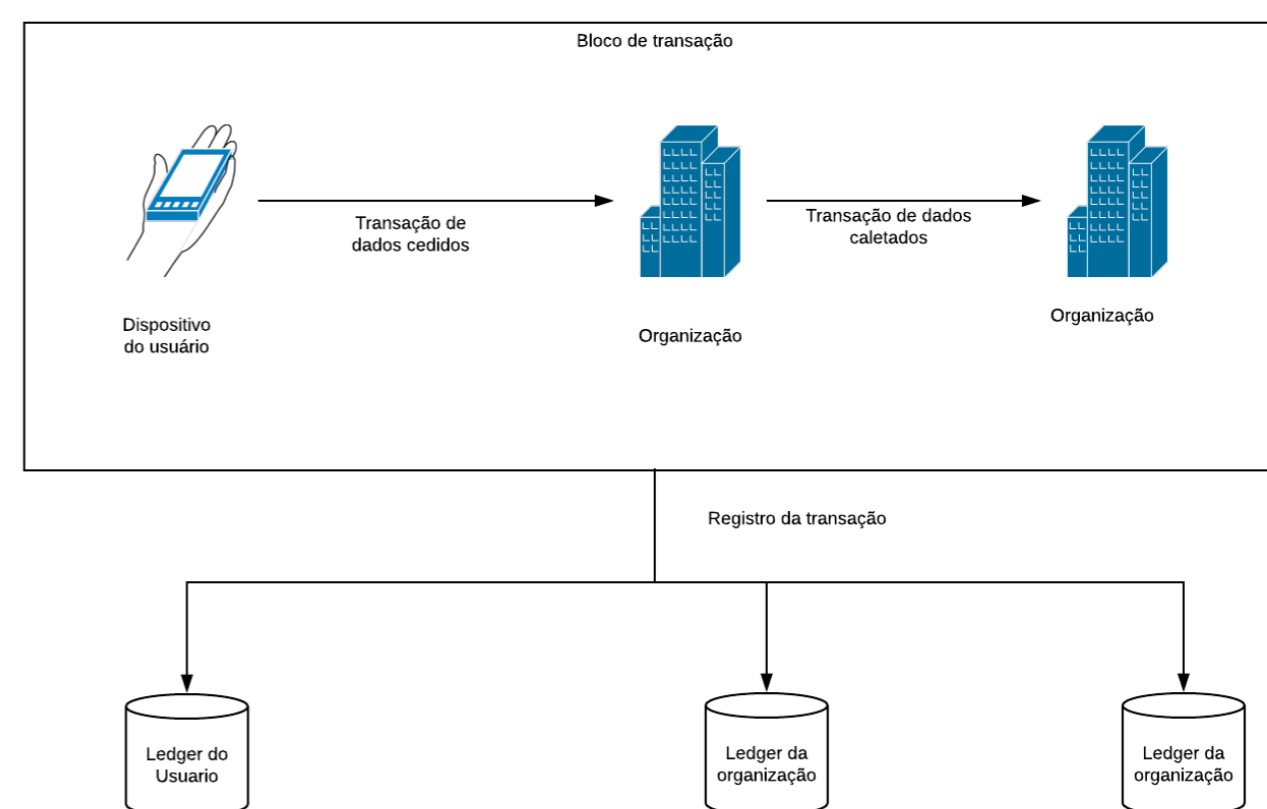 Bloco de transação
Transação de
dados cedidos
Transação de dados
caletados
Dispositivo
do usuário
Organização
Organização
Registro da transação
Ledger do
Usuario
Ledger da
organização
Ledger da
organização